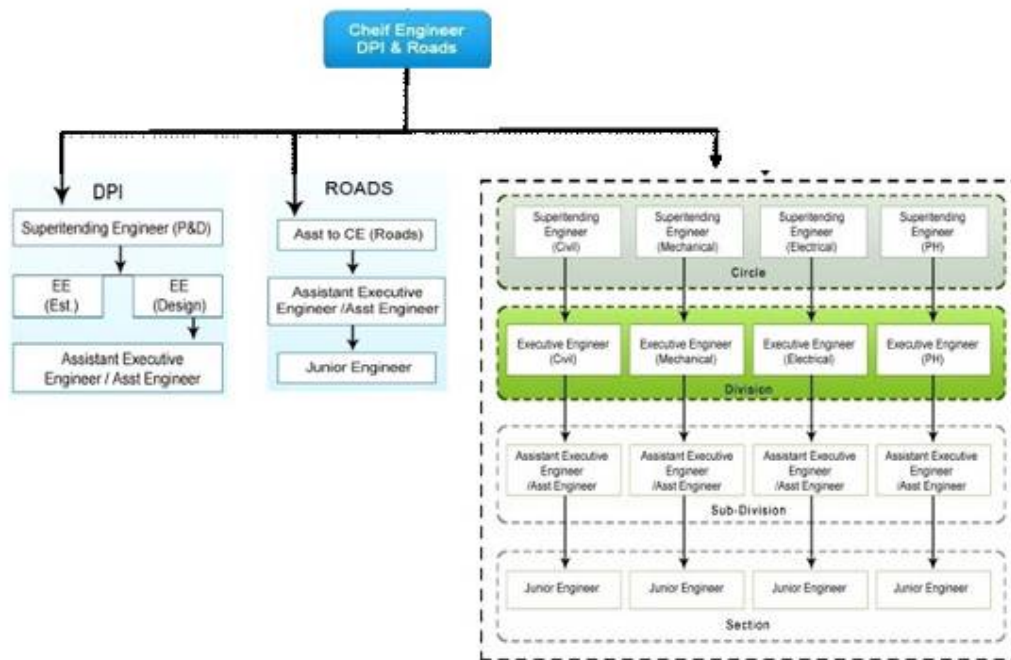 Cheif Engineer
DPI & Roads
DPI
Superitending Engineer (P&D)
EE
(Est.)
EE
(Design)
Assistant Executive
Engineer / Asst Engineer
ROADS
Asst to CE (Roads)
Assistant Executive
Engineer /Asst Engineer
Junior Engineer
Superitending
Engineer
(Civil)
Superitending
Engineer
(Mechanical)
Superitending
Engineer
(Electrical)
Superitending
Engineer
(PH)
Circle
Executive Engineer
(Civil)
Executive Engineer
(Mechanical)
Executive Engineer
(Electrical)
Executive Engineer
(PH)
Division
Assistant Executive
Engineer
/Asst Engineer
Assistant Executive
Engineer
/Asst Engineer
Assistant Executive
Engineer
/Asst Engineer
Assistant Executive
Engineer
/Asst Engineer
Sub-Division
Junior Engineer
Junior Engineer
Junior Engineer
Junior Engineer
Section